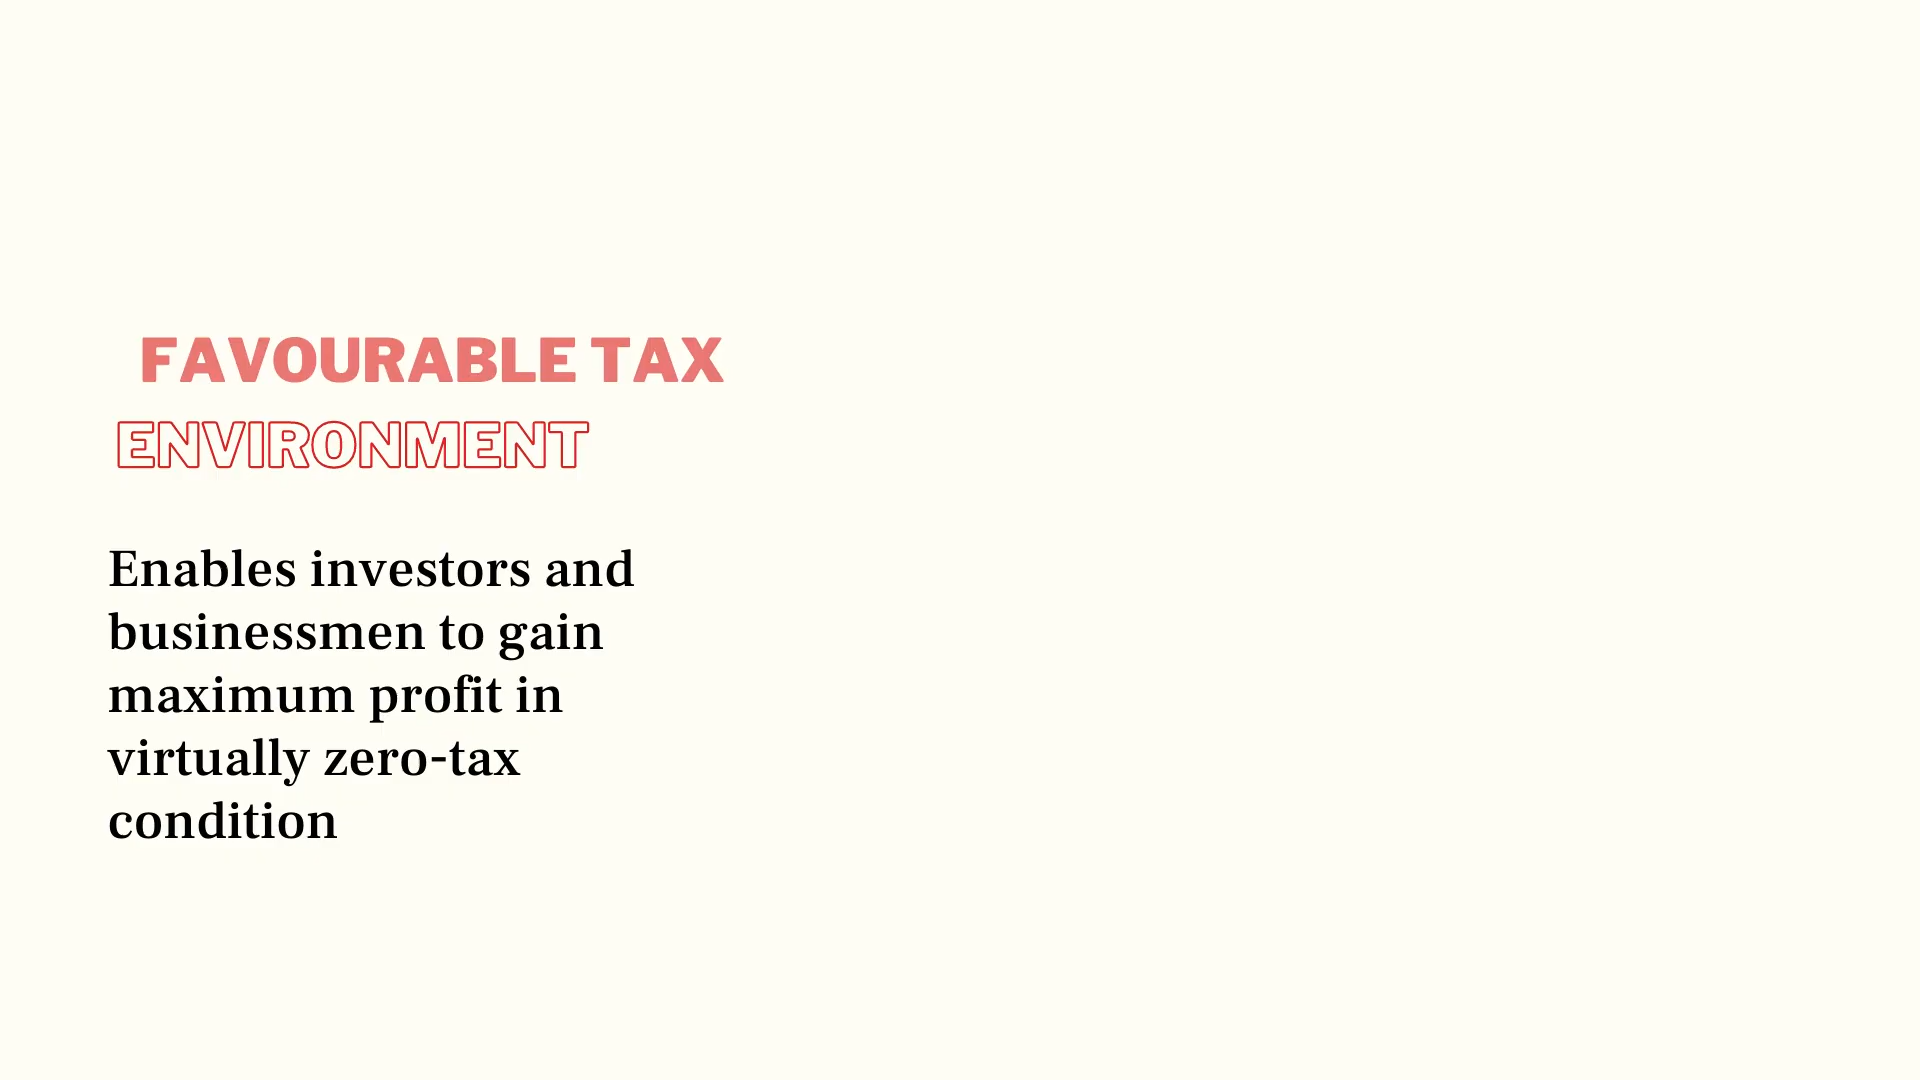 FAVOURABLE TAX
ENVIRONMENT
Enables investors and
businessmen to gain
maximum profit in
virtually zero-tax
condition